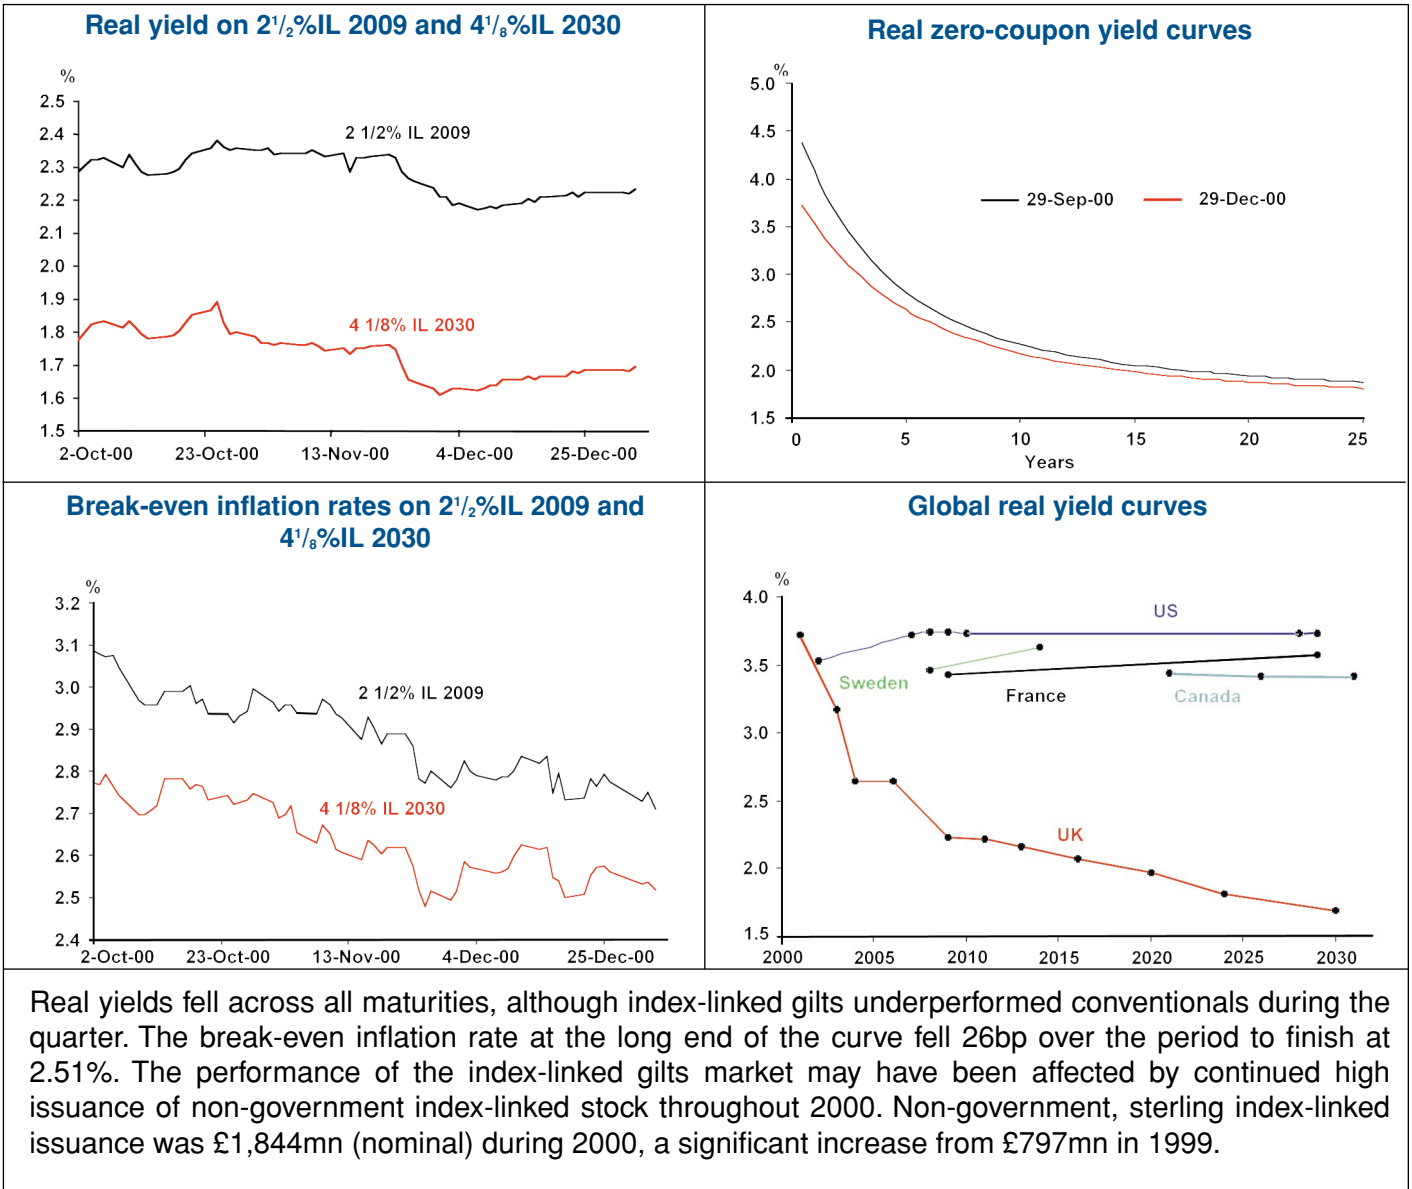 Real yield on 2¹/₂%IL 2009 and 4¹/₈%IL 2030
%
2.5
2.4
2.3
2.2
2.1
2.0
1.9
1.8
1.7
1.6
1.5
2 1/2% IL 2009
4 1/8% IL 2030
2-Oct-00 23-Oct-00 13-Nov-00 4-Dec-00 25-Dec-00
Real zero-coupon yield curves
%
5.0
4.5
4.0
3.5
3.0
2.5
2.0
1.5
29-Sep-00 29-Dec-00
0 5 10 15 20 25
Years
Break-even inflation rates on 2¹/₂%IL 2009 and
4¹/₈%IL 2030
%
3.2
3.1
3.0
2.9
2.8
2.7
2.6
2.5
2.4
2 1/2% IL 2009
4 1/8% IL 2030
2-Oct-00 23-Oct-00 13-Nov-00 4-Dec-00 25-Dec-00
Global real yield curves
%
4.0
3.5
3.0
2.5
2.0
1.5
US
Sweden
France
Canada
UK
2000 2005 2010 2015 2020 2025 2030
Real yields fell across all maturities, although index-linked gilts underperformed conventionals during the
quarter. The break-even inflation rate at the long end of the curve fell 26bp over the period to finish at
2.51%. The performance of the index-linked gilts market may have been affected by continued high
issuance of non-government index-linked stock throughout 2000. Non-government, sterling index-linked
issuance was £1,844mn (nominal) during 2000, a significant increase from £797mn in 1999.